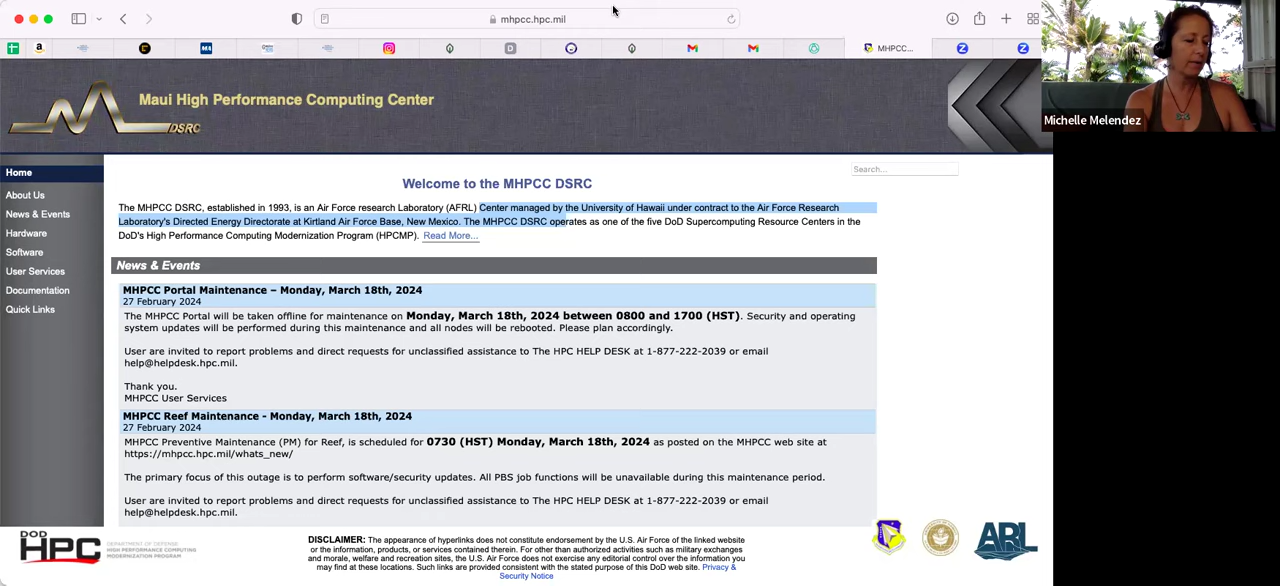 mhpcc.hpc.mil
MHPCC...
Michelle Melendez
Maui High Performance Computing Center
DSRC
Home
About Us
News & Events
Hardware
Software
User Services
Documentation
Quick Links
Search...
Welcome to the MHPCC DSRC
The MHPCC DSRC, established in 1993, is an Air Force research Laboratory (AFRL) Center managed by the University of Hawaii under contract to the Air Force Research
Laboratory's Directed Energy Directorate at Kirtland Air Force Base, New Mexico. The MHPCC DSRC operates as one of the five DoD Supercomputing Resource Centers in the
DoD's High Performance Computing Modernization Program (HPCMP). Read More...
News & Events
MHPCC Portal Maintenance – Monday, March 18th, 2024
27 February 2024
The MHPCC Portal will be taken offline for maintenance on Monday, March 18th, 2024 between 0800 and 1700 (HST). Security and operating
system updates will be performed during this maintenance and all nodes will be rebooted. Please plan accordingly.
User are invited to report problems and direct requests for unclassified assistance to The HPC HELP DESK at 1-877-222-2039 or email
help@helpdesk.hpc.mil.
Thank you.
MHPCC User Services
MHPCC Reef Maintenance - Monday, March 18th, 2024
27 February 2024
MHPCC Preventive Maintenance (PM) for Reef, is scheduled for 0730 (HST) Monday, March 18th, 2024 as posted on the MHPCC web site at
https://mhpcc.hpc.mil/whats_new/
The primary focus of this outage is to perform software/security updates. All PBS job functions will be unavailable during this maintenance period.
User are invited to report problems and direct requests for unclassified assistance to The HPC HELP DESK at 1-877-222-2039 or email
help@helpdesk.hpc.mil.
DOD
HPC
DEPARTMENT OF DEFENSE
HIGH PERFORMANCE COMPUTING
MODERNIZATION PROGRAM
DISCLAIMER: The appearance of hyperlinks does not constitute endorsement by the U.S. Air Force of the linked website
or the information, products, or services contained therein. For other than authorized activities such as military exchanges
and morale, welfare and recreation sites, the U.S. Air Force does not exercise any editorial control over the information you
may find at these locations. Such links are provided consistent with the stated purpose of this DoD web site. Privacy &
Security Notice
ARL